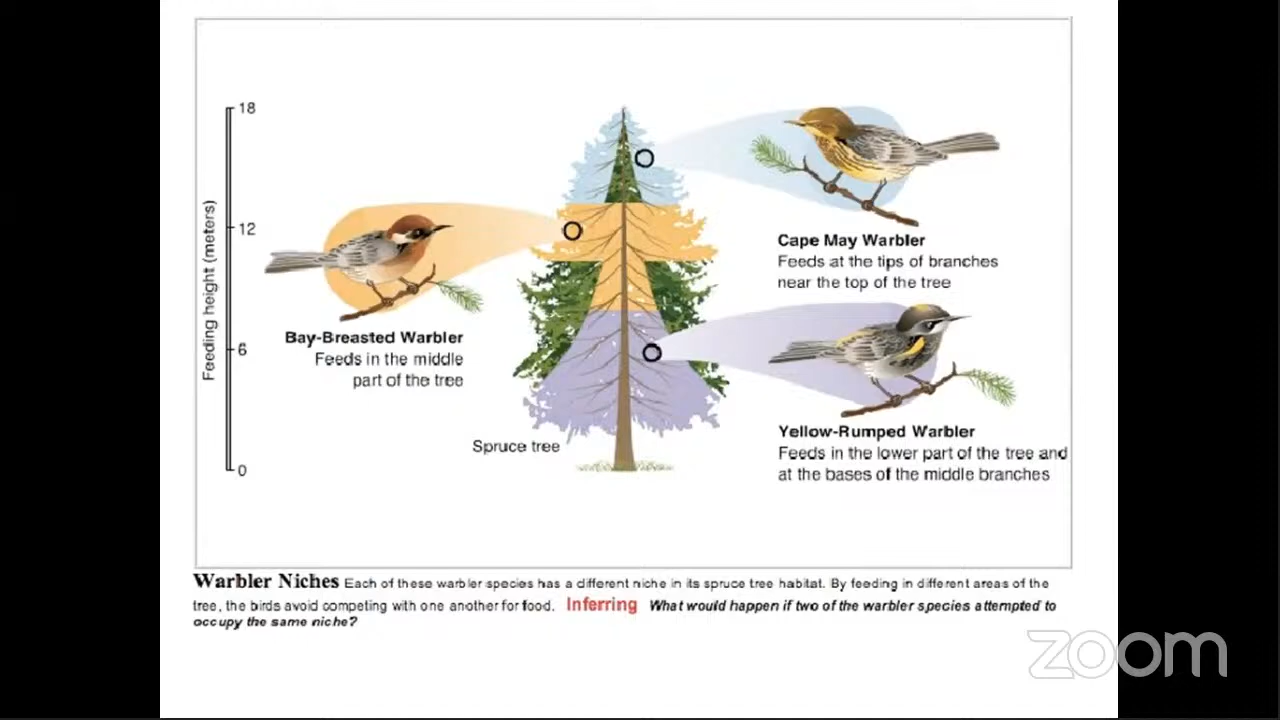 18
12
6
0
Feeding height (meters)
Cape May Warbler
Feeds at the tips of branches
near the top of the tree
Bay-Breasted Warbler
Feeds in the middle
part of the tree
Yellow-Rumped Warbler
Feeds in the lower part of the tree and
at the bases of the middle branches
Spruce tree
Warbler Niches Each of these warbler species has a different niche in its spruce tree habitat. By feeding in different areas of the
tree, the birds avoid competing with one another for food. Inferring What would happen if two of the warbler species attempted to
occupy the same niche?
zoom